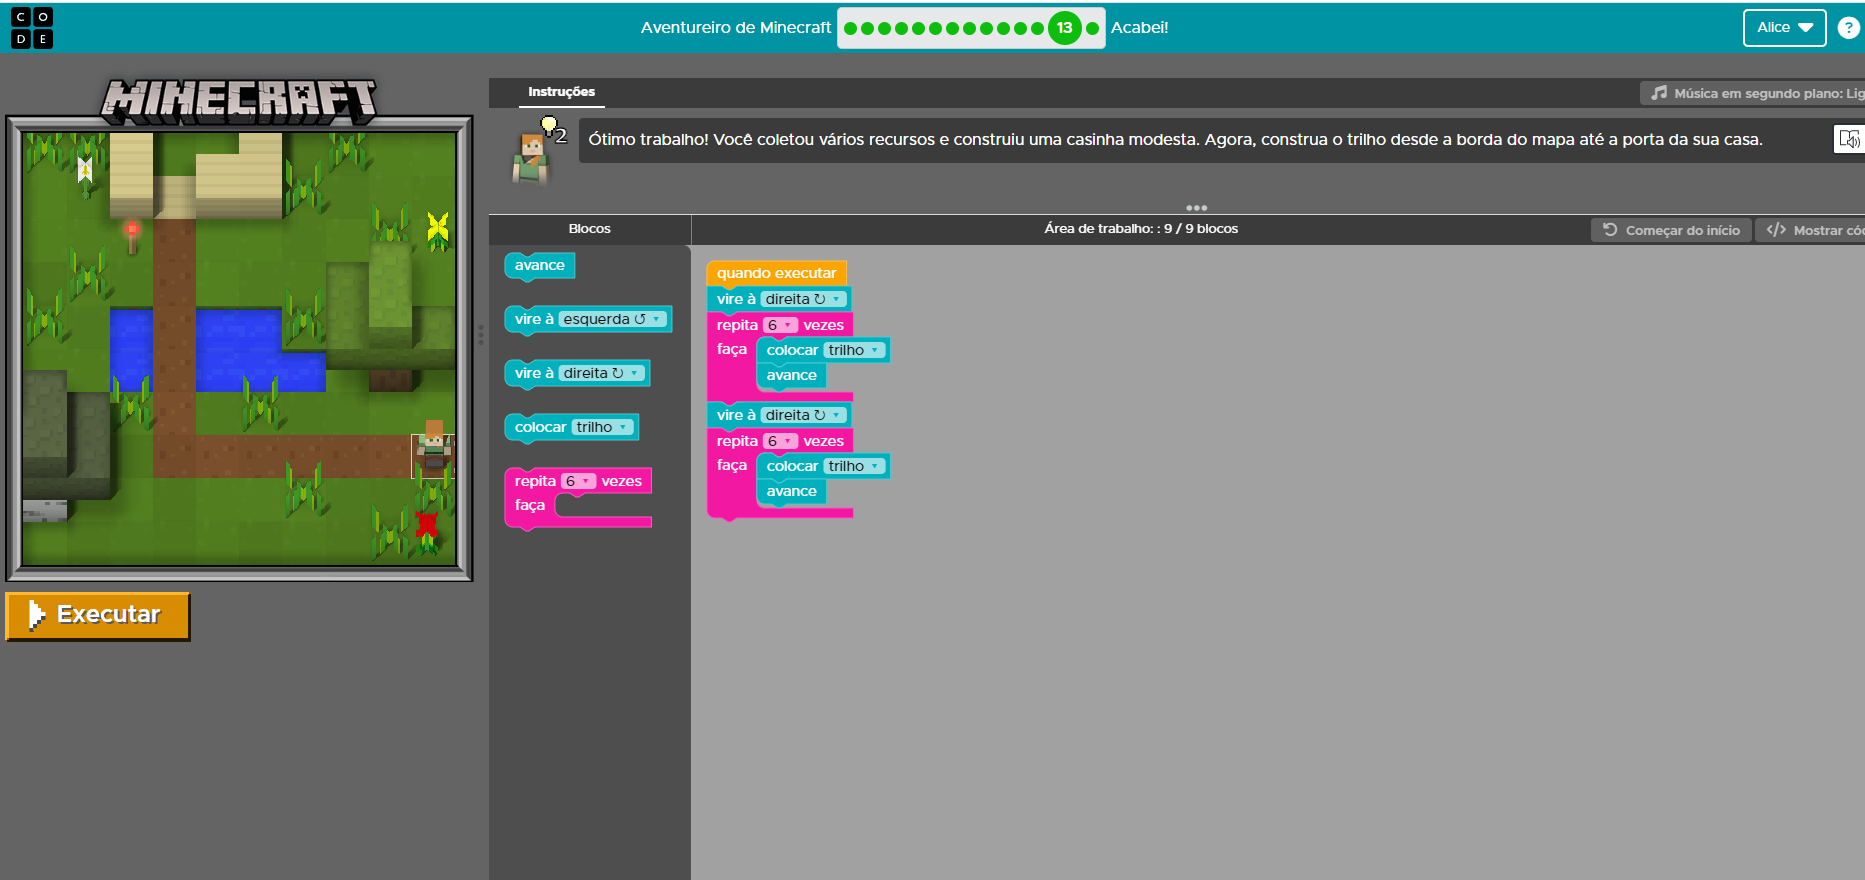 CODE
Aventureiro de Minecraft 13 Acabei!
Alice ?
MINECRAFT
Instruções
Música em segundo plano: Lig
2
Ótimo trabalho! Você coletou vários recursos e construiu uma casinha modesta. Agora, construa o trilho desde a borda do mapa até a porta da sua casa.
Blocos
Área de trabalho: : 9 / 9 blocos
Começar do início
</> Mostrar cód
avance
vire à esquerda ↺
vire à direita ↻
colocar trilho
repita 6 vezes
faça
quando executar
vire à direita ↻
repita 6 vezes
faça colocar trilho
avance
vire à direita ↻
repita 6 vezes
faça colocar trilho
avance
Executar